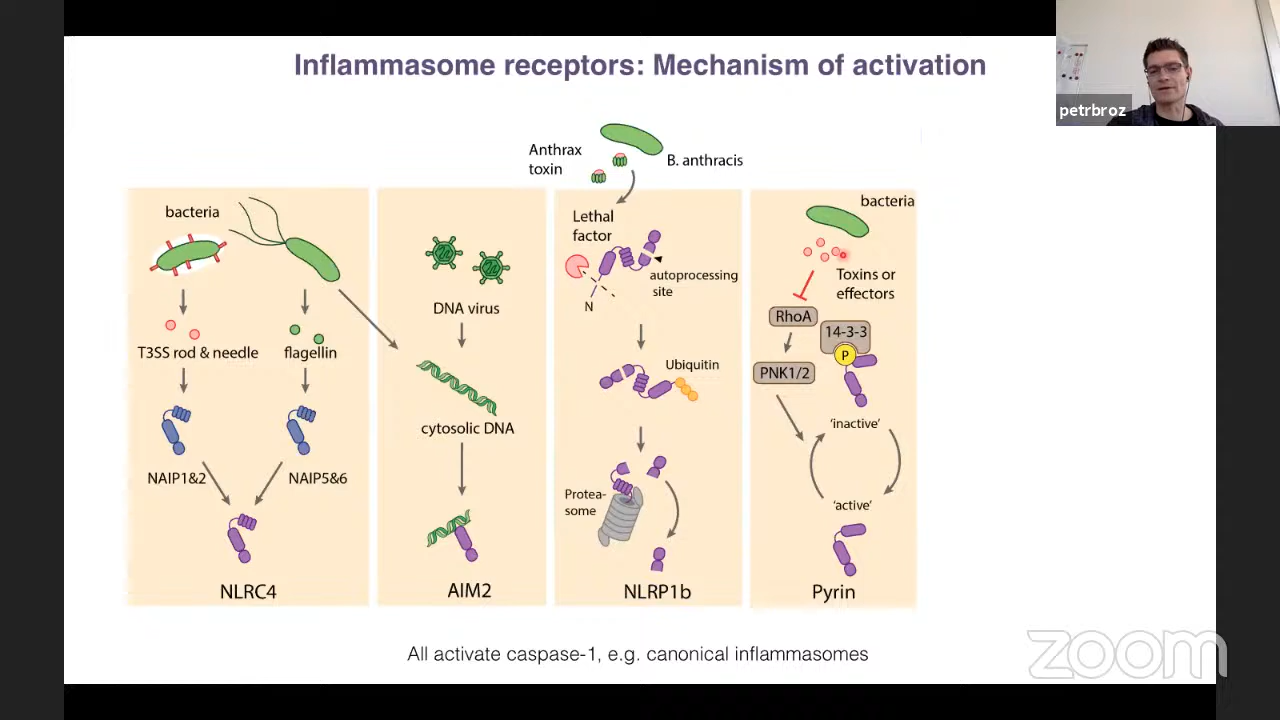 Inflammasome receptors: Mechanism of activation
petrbroz
Anthrax
toxin
B. anthracis
bacteria
T3SS rod & needle
flagellin
NAIP1&2
NAIP5&6
NLRC4
DNA virus
cytosolic DNA
AIM2
Lethal
factor
autoprocessing
site
N
Ubiquitin
Protea-
some
NLRP1b
bacteria
Toxins or
effectors
RhoA
14-3-3
P
PNK1/2
'inactive'
'active'
Pyrin
All activate caspase-1, e.g. canonical inflammasomes
zoom